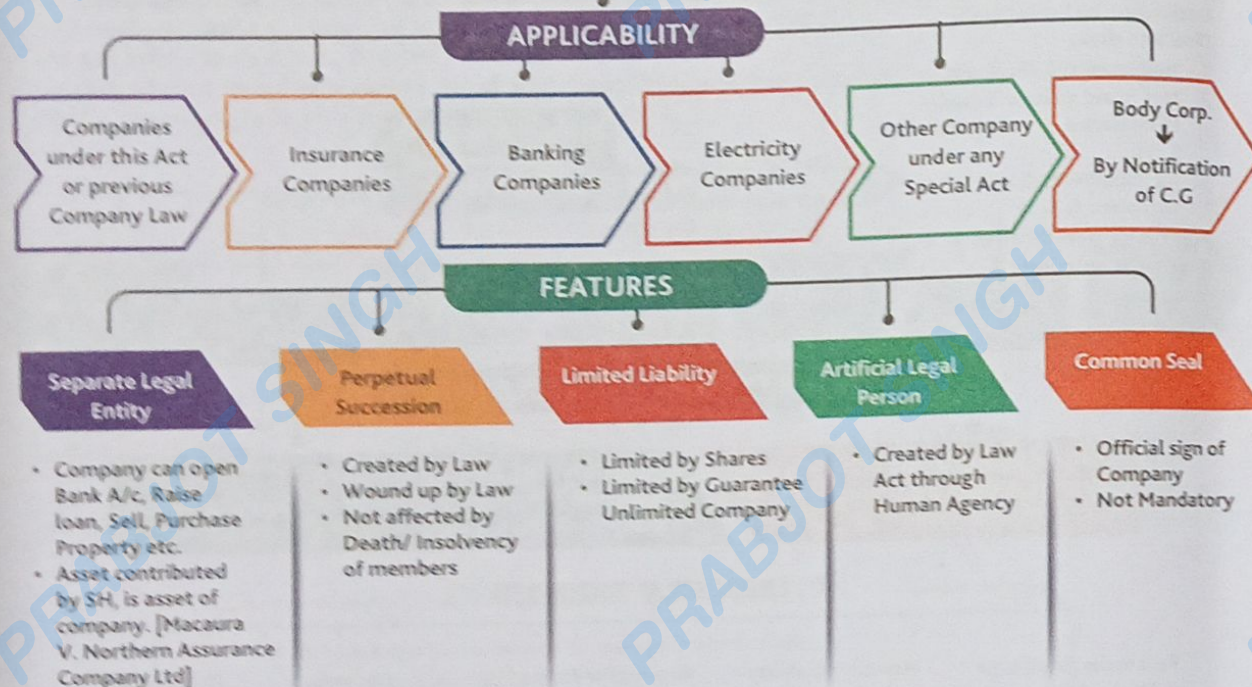 APPLICABILITY
Companies
under this Act
or previous
Company Law
Insurance
Companies
Banking
Companies
Electricity
Companies
Other Company
under any
Special Act
Body Corp.
↓
By Notification
of C.G
FEATURES
Separate Legal
Entity
• Company can open
Bank A/c, Raise
loan, Sell, Purchase
Property etc.
• Asset contributed
by SH, is asset of
company. [Macaura
V. Northern Assurance
Company Ltd]
Perpetual
Succession
• Created by Law
• Wound up by Law
• Not affected by
Death/ Insolvency
of members
Limited Liability
• Limited by Shares
• Limited by Guarantee
Unlimited Company
Artificial Legal
Person
• Created by Law
Act through
Human Agency
Common Seal
• Official sign of
Company
• Not Mandatory
PRABJOT SINGH
PRABJOT SINGH